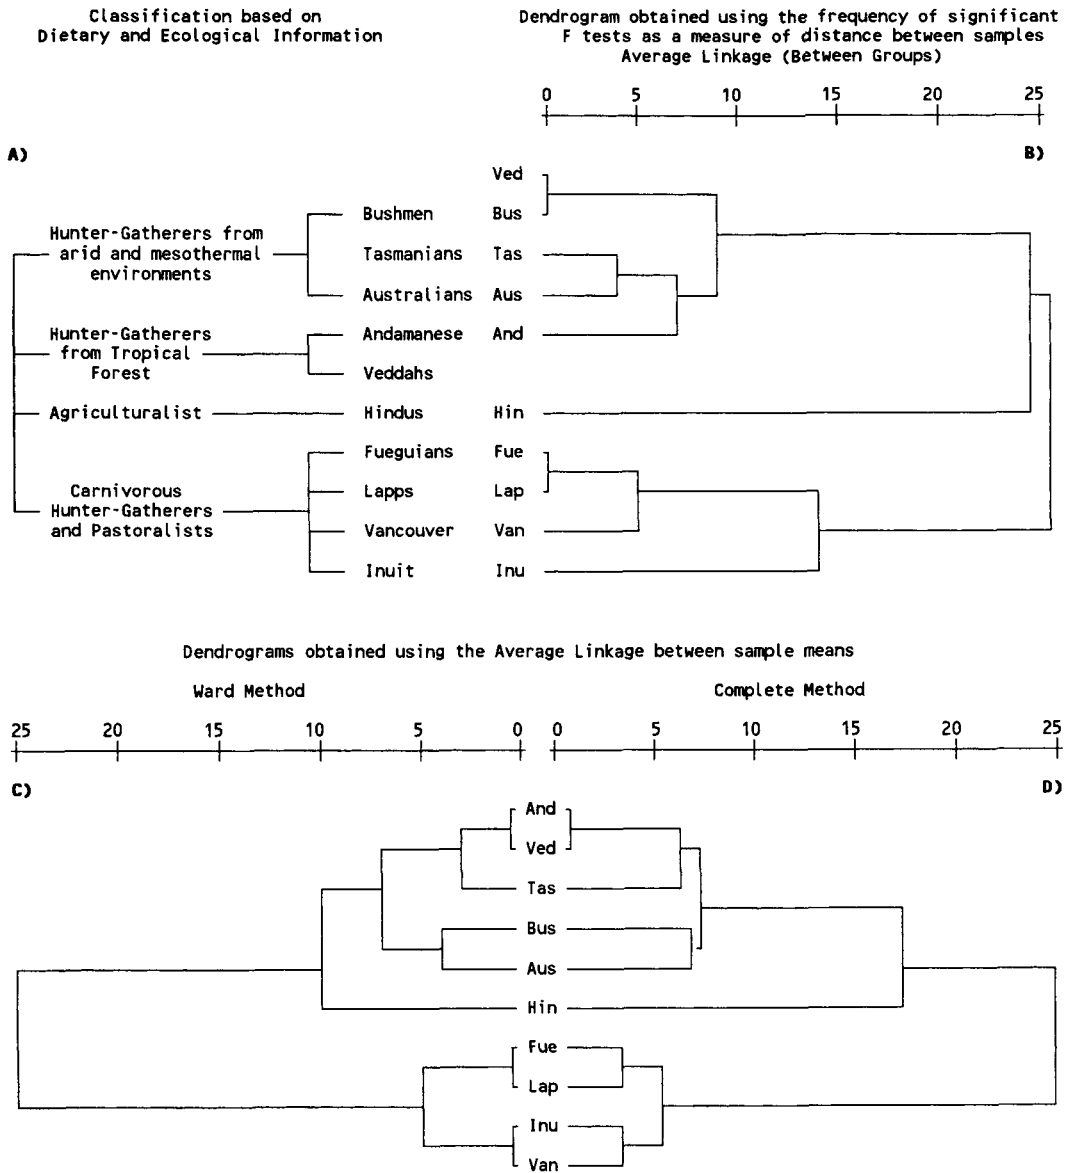 Classification based on
Dietary and Ecological Information
Dendrogram obtained using the frequency of significant
F tests as a measure of distance between samples
Average Linkage (Between Groups)
0 5 10 15 20 25
A)
B)
Ved
Bushmen Bus
Hunter-Gatherers from
arid and mesothermal
environments
Tasmanians Tas
Australians Aus
Hunter-Gatherers
from Tropical
Forest
Andamanese And
Veddahs
Agriculturalist Hindus Hin
Fueguians Fue
Carnivorous
Hunter-Gatherers
and Pastoralists
Lapps Lap
Vancouver Van
Inuit Inu
Dendrograms obtained using the Average Linkage between sample means
Ward Method
Complete Method
25 20 15 10 5 0
0 5 10 15 20 25
C)
D)
And
Ved
Tas
Bus
Aus
Hin
Fue
Lap
Inu
Van